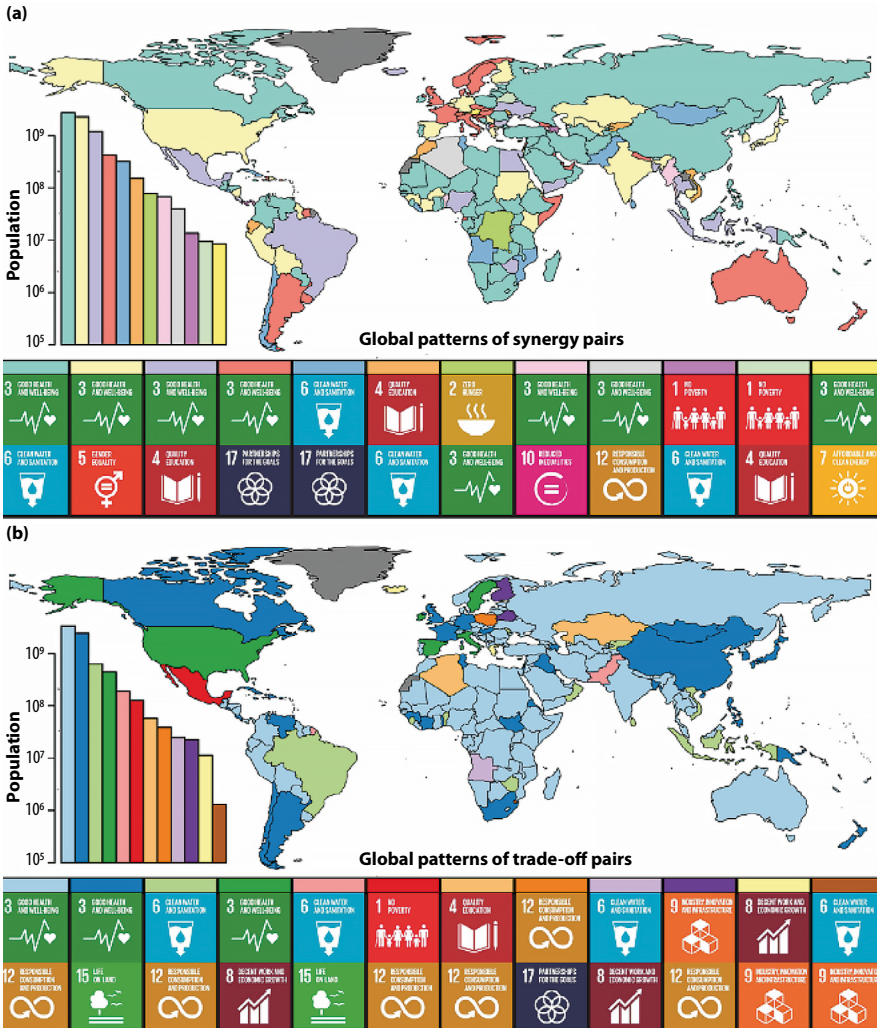 (a)
Population
10⁹
10⁸
10⁷
10⁶
10⁵
Global patterns of synergy pairs
3 GOOD HEALTH AND WELL-BEING
3 GOOD HEALTH AND WELL-BEING
3 GOOD HEALTH AND WELL-BEING
3 GOOD HEALTH AND WELL-BEING
6 CLEAN WATER AND SANITATION
4 QUALITY EDUCATION
2 ZERO HUNGER
3 GOOD HEALTH AND WELL-BEING
3 GOOD HEALTH AND WELL-BEING
1 NO POVERTY
1 NO POVERTY
3 GOOD HEALTH AND WELL-BEING
6 CLEAN WATER AND SANITATION
5 GENDER EQUALITY
4 QUALITY EDUCATION
17 PARTNERSHIPS FOR THE GOALS
17 PARTNERSHIPS FOR THE GOALS
6 CLEAN WATER AND SANITATION
3 GOOD HEALTH AND WELL-BEING
10 REDUCED INEQUALITIES
12 RESPONSIBLE CONSUMPTION AND PRODUCTION
6 CLEAN WATER AND SANITATION
4 QUALITY EDUCATION
7 AFFORDABLE AND CLEAN ENERGY
(b)
Population
10⁹
10⁸
10⁷
10⁶
10⁵
Global patterns of trade-off pairs
3 GOOD HEALTH AND WELL-BEING
3 GOOD HEALTH AND WELL-BEING
6 CLEAN WATER AND SANITATION
3 GOOD HEALTH AND WELL-BEING
6 CLEAN WATER AND SANITATION
1 NO POVERTY
4 QUALITY EDUCATION
12 RESPONSIBLE CONSUMPTION AND PRODUCTION
6 CLEAN WATER AND SANITATION
9 INDUSTRY, INNOVATION AND INFRASTRUCTURE
8 DECENT WORK AND ECONOMIC GROWTH
6 CLEAN WATER AND SANITATION
12 RESPONSIBLE CONSUMPTION AND PRODUCTION
15 LIFE ON LAND
12 RESPONSIBLE CONSUMPTION AND PRODUCTION
8 DECENT WORK AND ECONOMIC GROWTH
15 LIFE ON LAND
12 RESPONSIBLE CONSUMPTION AND PRODUCTION
12 RESPONSIBLE CONSUMPTION AND PRODUCTION
17 PARTNERSHIPS FOR THE GOALS
8 DECENT WORK AND ECONOMIC GROWTH
12 RESPONSIBLE CONSUMPTION AND PRODUCTION
9 INDUSTRY, INNOVATION AND INFRASTRUCTURE
9 INDUSTRY, INNOVATION AND INFRASTRUCTURE